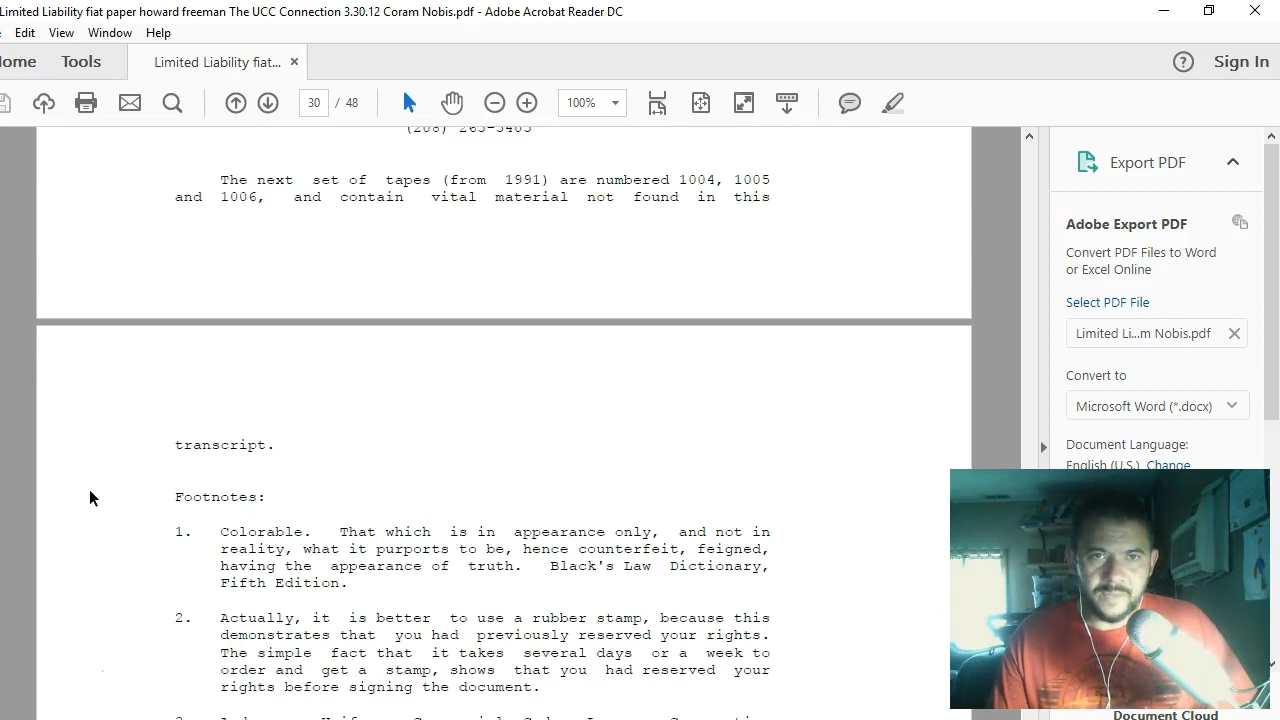 Limited Liability fiat paper howard freeman The UCC Connection 3.30.12 Coram Nobis.pdf - Adobe Acrobat Reader DC
Edit View Window Help
ome Tools Limited Liability fiat...
Sign In
30 / 48
100%
(208) 265-5405
The next set of tapes (from 1991) are numbered 1004, 1005
and 1006, and contain vital material not found in this
transcript.
Footnotes:
1. Colorable. That which is in appearance only, and not in
reality, what it purports to be, hence counterfeit, feigned,
having the appearance of truth. Black's Law Dictionary,
Fifth Edition.
2. Actually, it is better to use a rubber stamp, because this
demonstrates that you had previously reserved your rights.
The simple fact that it takes several days or a week to
order and get a stamp, shows that you had reserved your
rights before signing the document.
Export PDF
Adobe Export PDF
Convert PDF Files to Word
or Excel Online
Select PDF File
Limited Li...m Nobis.pdf
Convert to
Microsoft Word (*.docx)
Document Language:
English (U.S.) Change
Document Cloud